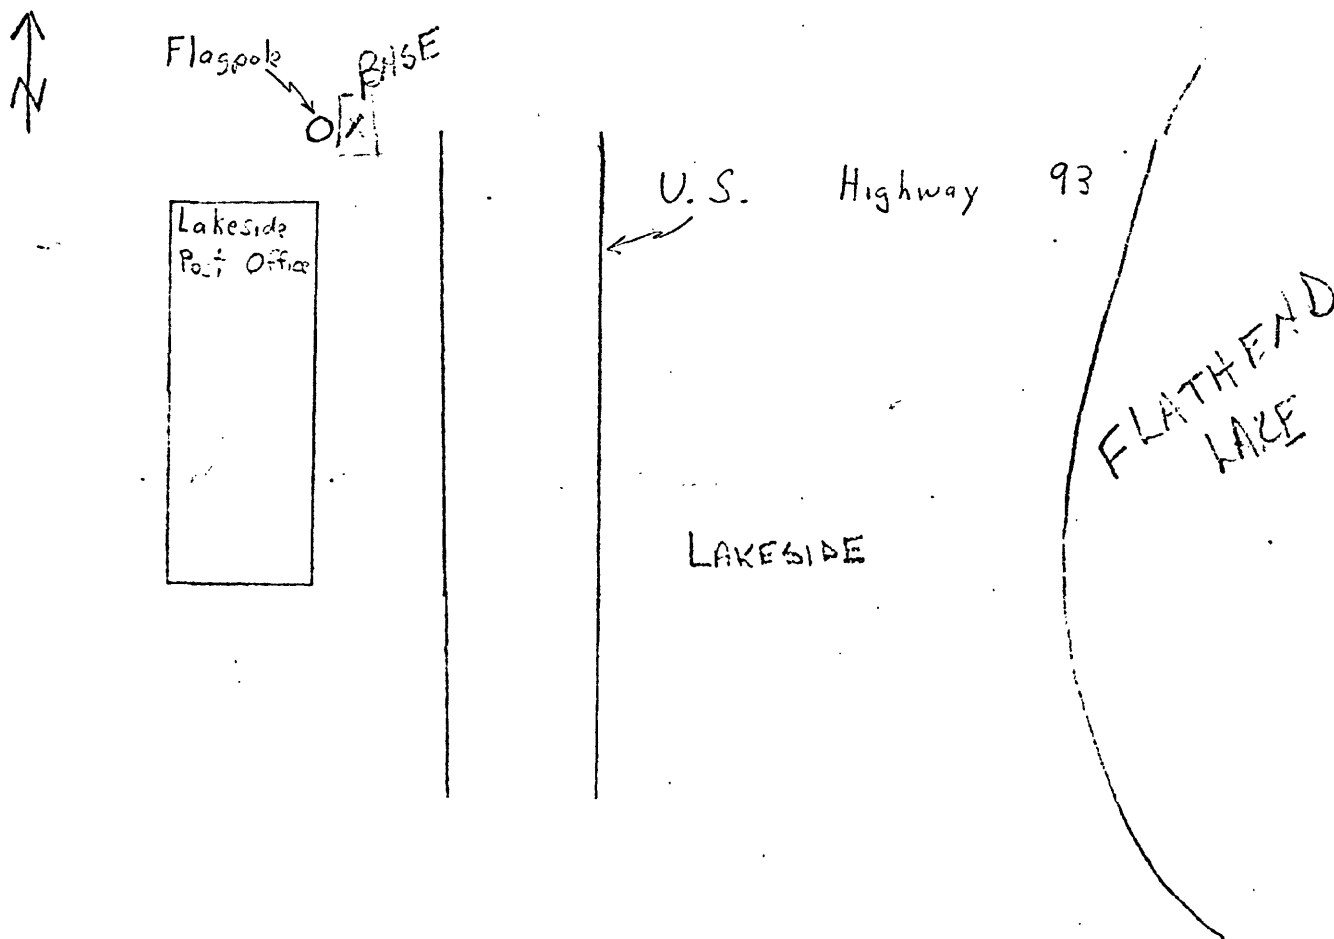 N
Flagpole
BASE
U. S. Highway 93
Lakeside
Post Office
FLATHEAD
LAKE
LAKESIDE